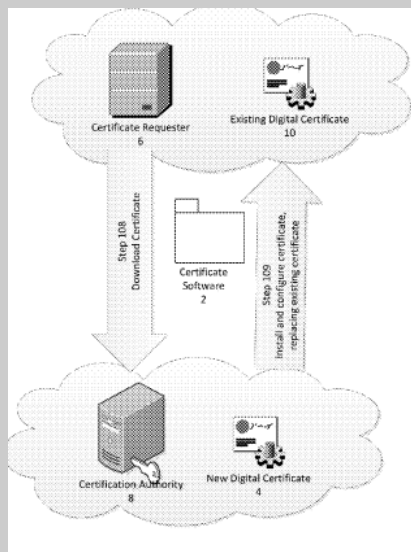 Certificate Requester
6
Existing Digital Certificate
10
Step 108
Download Certificate
Certificate
Software
2
Step 109
Install and configure certificate,
replacing existing certificate
Certification Authority
8
New Digital Certificate
4